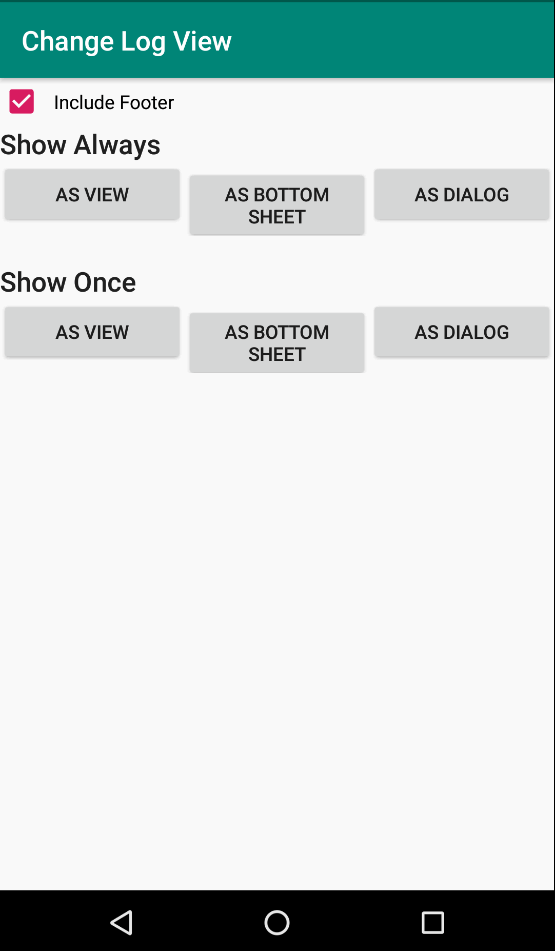 Change Log View
Include Footer
Show Always
AS VIEW
AS BOTTOM
SHEET
AS DIALOG
Show Once
AS VIEW
AS BOTTOM
SHEET
AS DIALOG